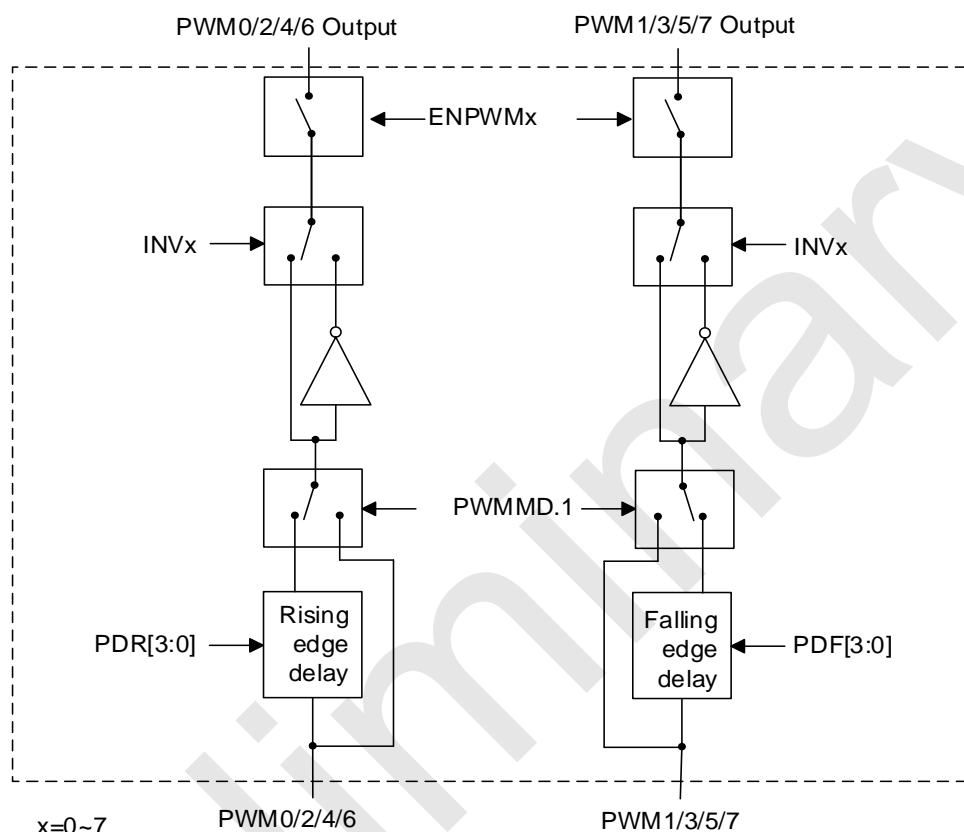 PWM0/2/4/6 Output
PWM1/3/5/7 Output
ENPWMx
INVx
INVx
PWMMD.1
PDR[3:0]
Rising
edge
delay
Falling
edge
delay
PDF[3:0]
x=0~7
PWM0/2/4/6
PWM1/3/5/7
liminary